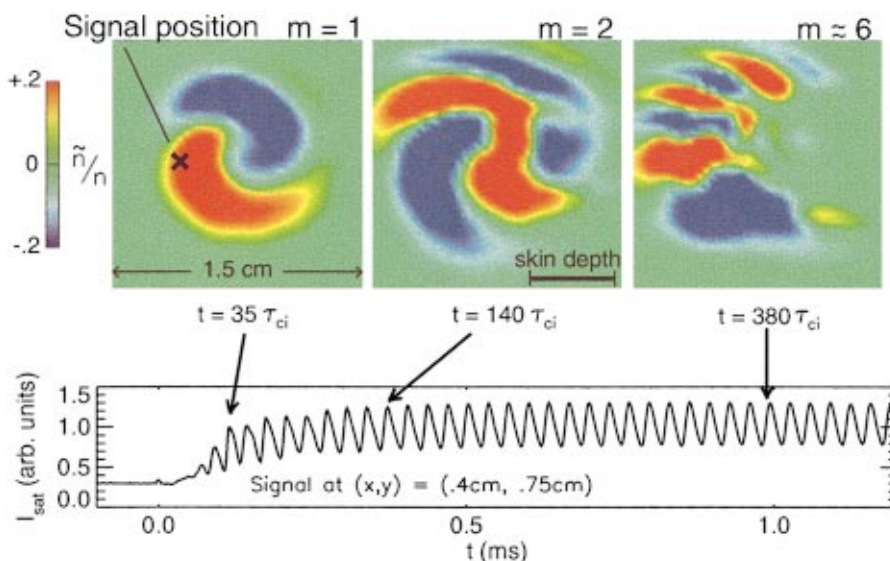 Signal position m = 1 m = 2 m ≈ 6
+.2
0
-.2
ñ/n
1.5 cm
skin depth
t = 35 τci t = 140 τci t = 380 τci
1.5
1.0
0.5
0.0
Isat (arb. units)
Signal at (x,y) = (.4cm, .75cm)
0.0 0.5 1.0
t (ms)